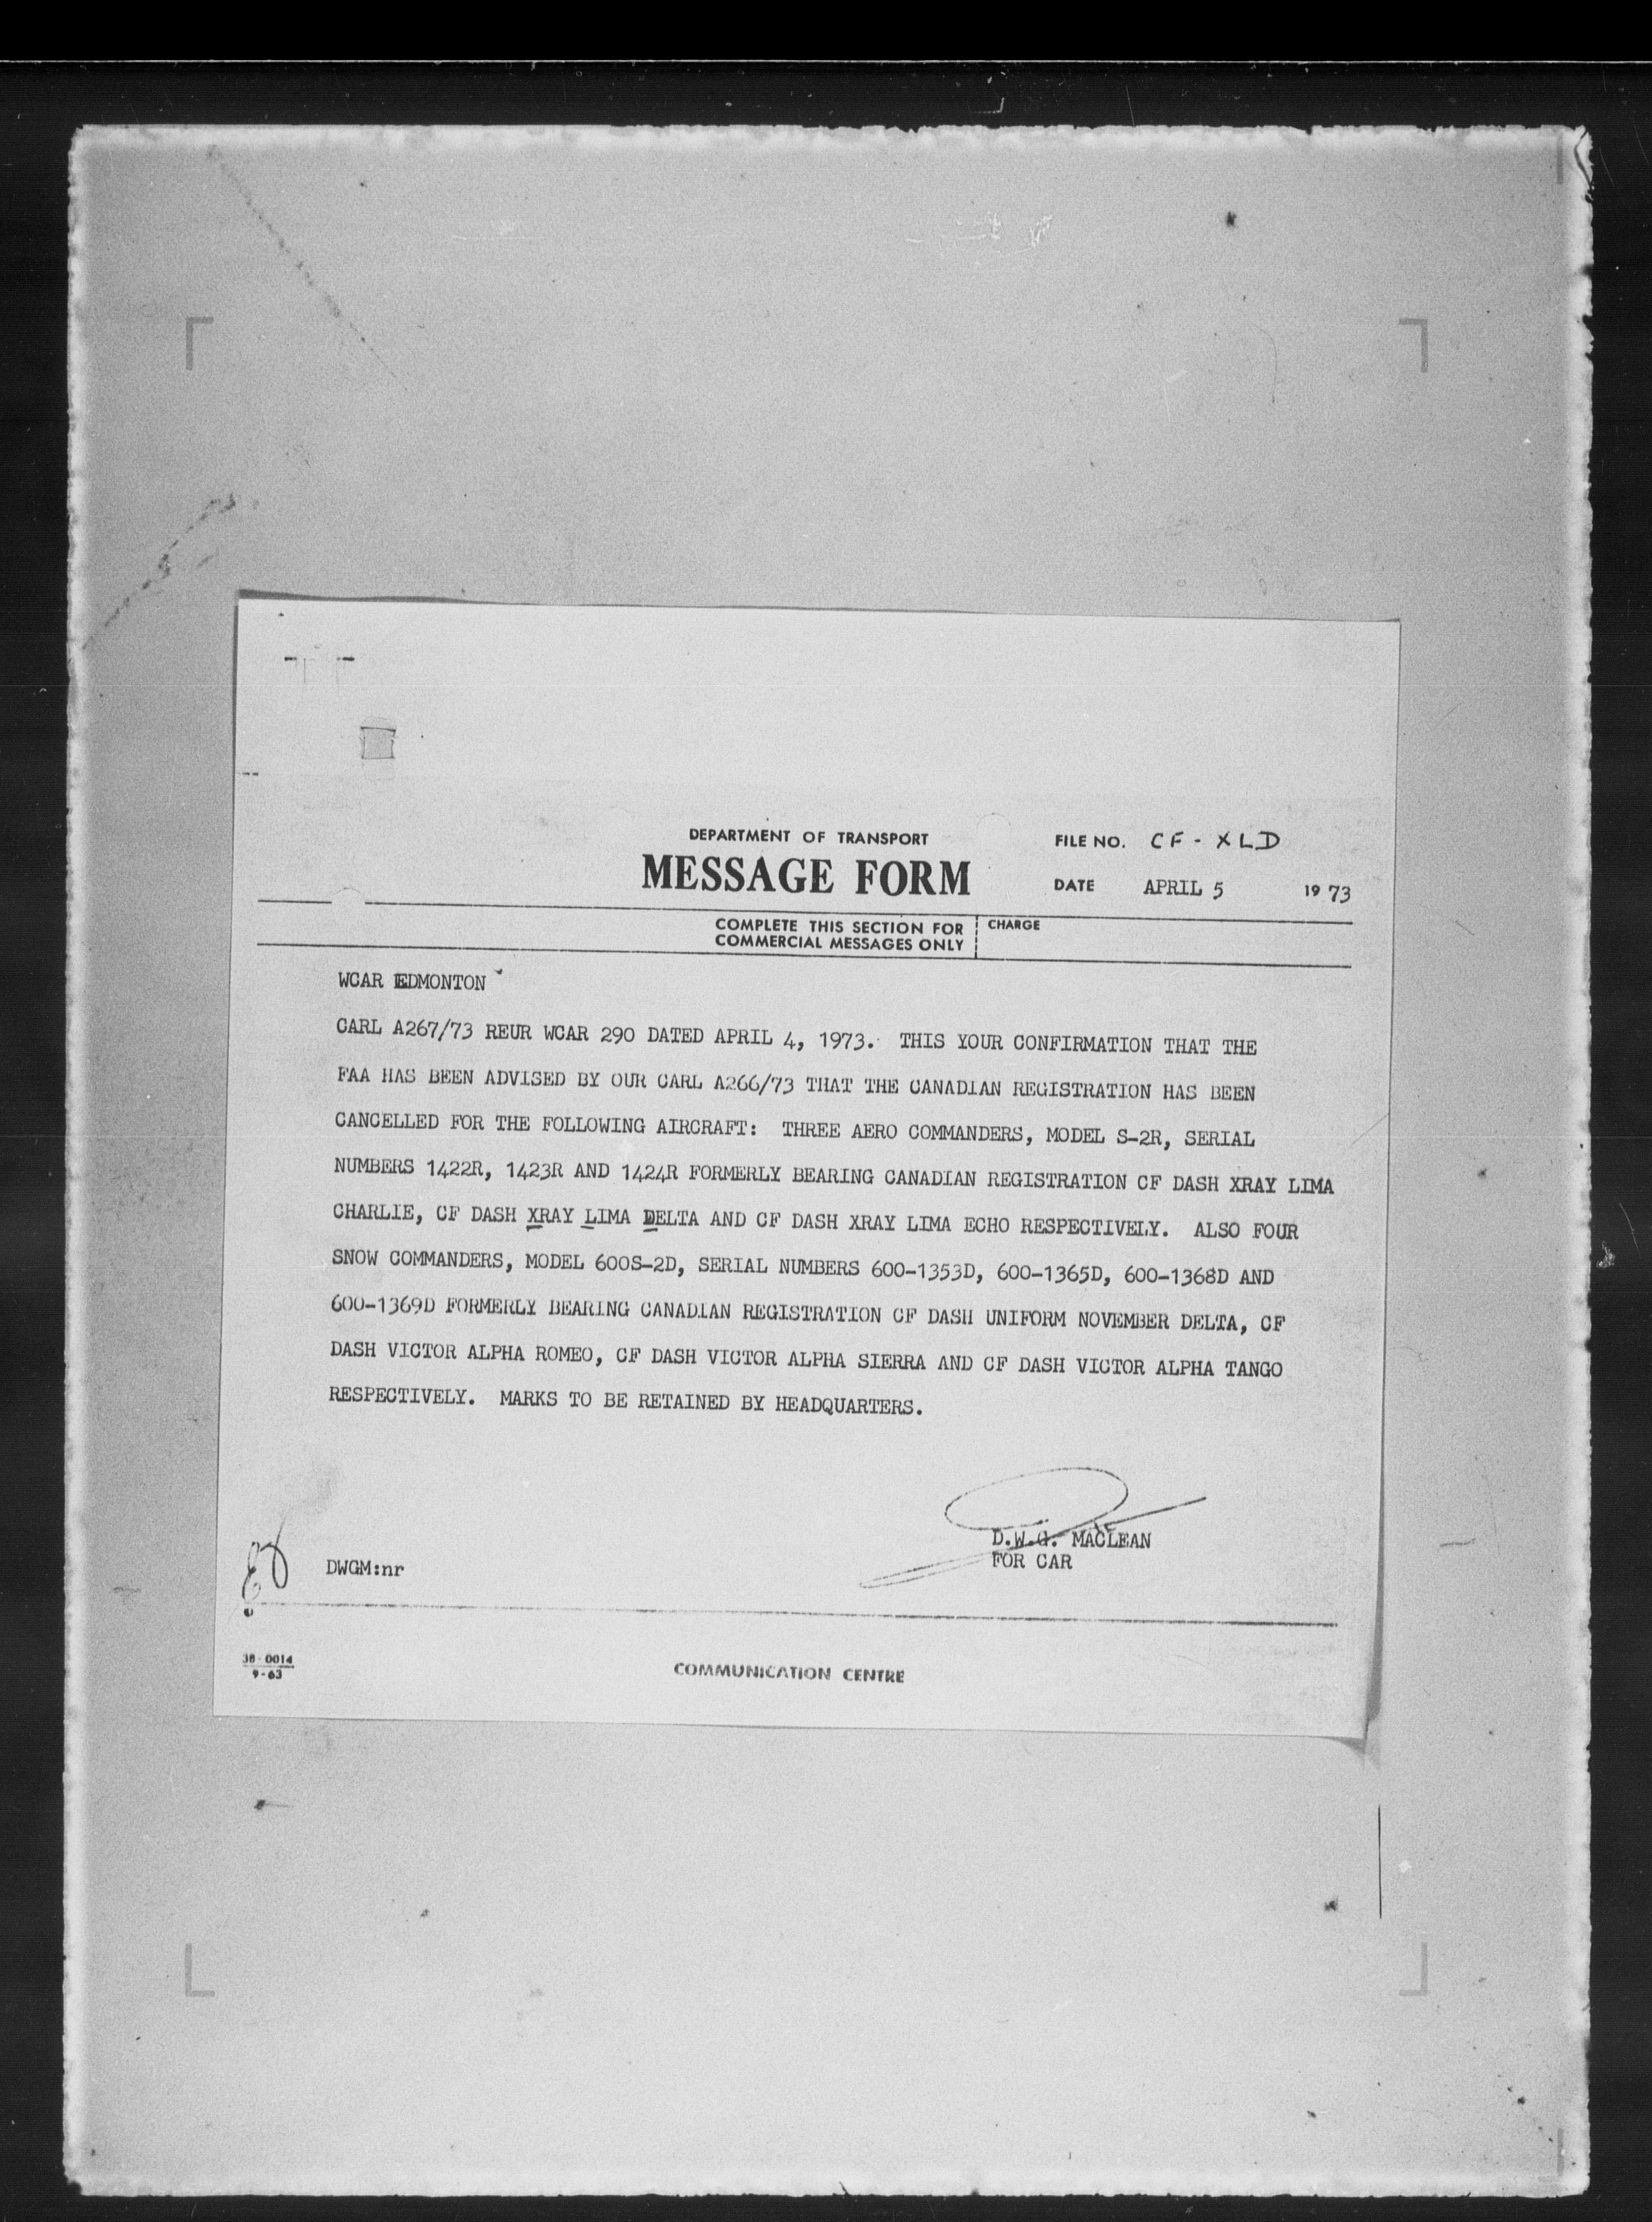 DEPARTMENT OF TRANSPORT
MESSAGE FORM
FILE NO. CF-XLD
DATE APRIL 5 1973
COMPLETE THIS SECTION FOR
COMMERCIAL MESSAGES ONLY
CHARGE
WCAR EDMONTON
CARL A267/73 REUR WCAR 290 DATED APRIL 4, 1973. THIS YOUR CONFIRMATION THAT THE
FAA HAS BEEN ADVISED BY OUR CARL A266/73 THAT THE CANADIAN REGISTRATION HAS BEEN
CANCELLED FOR THE FOLLOWING AIRCRAFT: THREE AERO COMMANDERS, MODEL S-2R, SERIAL
NUMBERS 1422R, 1423R AND 1424R FORMERLY BEARING CANADIAN REGISTRATION CF DASH XRAY LIMA
CHARLIE, CF DASH XRAY LIMA DELTA AND CF DASH XRAY LIMA ECHO RESPECTIVELY. ALSO FOUR
SNOW COMMANDERS, MODEL 600S-2D, SERIAL NUMBERS 600-1353D, 600-1365D, 600-1368D AND
600-1369D FORMERLY BEARING CANADIAN REGISTRATION CF DASH UNIFORM NOVEMBER DELTA, CF
DASH VICTOR ALPHA ROMEO, CF DASH VICTOR ALPHA SIERRA AND CF DASH VICTOR ALPHA TANGO
RESPECTIVELY. MARKS TO BE RETAINED BY HEADQUARTERS.
D.W.G. MACLEAN
FOR CAR
DWGM:nr
38-0014
9-63
COMMUNICATION CENTRE